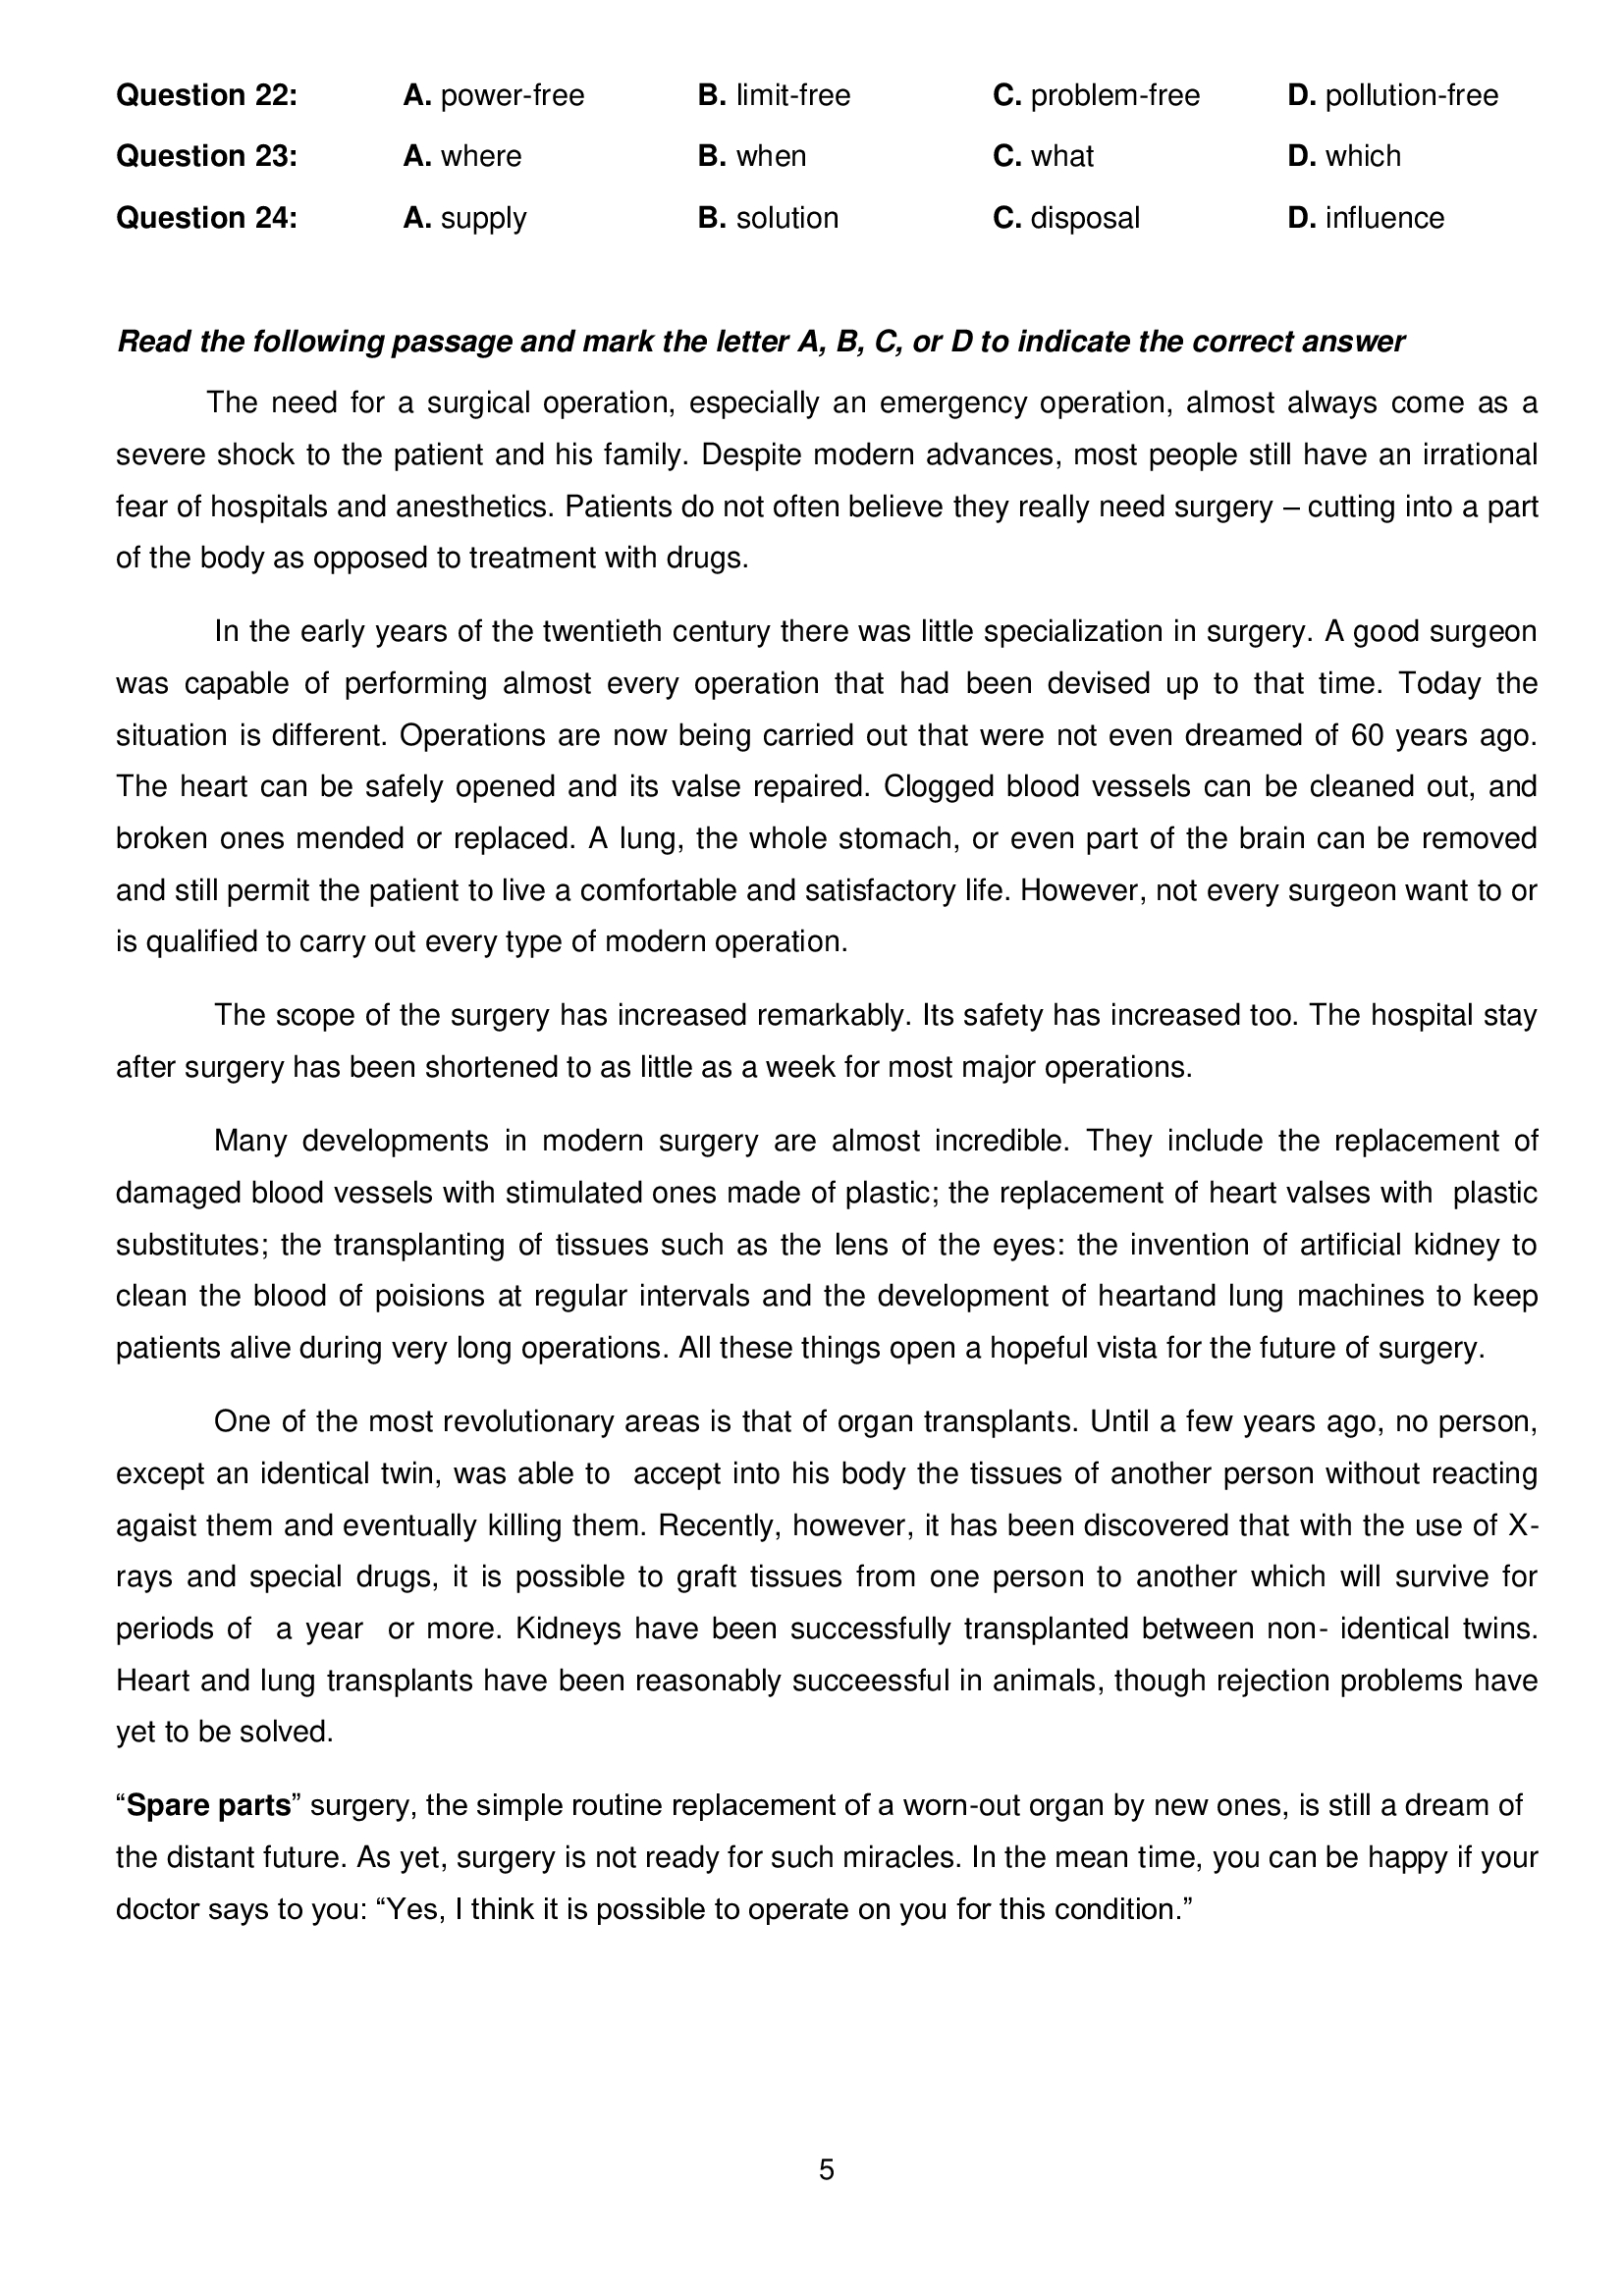 Question 22: A. power-free B. limit-free C. problem-free D. pollution-free
Question 23: A. where B. when C. what D. which
Question 24: A. supply B. solution C. disposal D. influence
Read the following passage and mark the letter A, B, C, or D to indicate the correct answer
The need for a surgical operation, especially an emergency operation, almost always come as a
severe shock to the patient and his family. Despite modern advances, most people still have an irrational
fear of hospitals and anesthetics. Patients do not often believe they really need surgery – cutting into a part
of the body as opposed to treatment with drugs.
In the early years of the twentieth century there was little specialization in surgery. A good surgeon
was capable of performing almost every operation that had been devised up to that time. Today the
situation is different. Operations are now being carried out that were not even dreamed of 60 years ago.
The heart can be safely opened and its valse repaired. Clogged blood vessels can be cleaned out, and
broken ones mended or replaced. A lung, the whole stomach, or even part of the brain can be removed
and still permit the patient to live a comfortable and satisfactory life. However, not every surgeon want to or
is qualified to carry out every type of modern operation.
The scope of the surgery has increased remarkably. Its safety has increased too. The hospital stay
after surgery has been shortened to as little as a week for most major operations.
Many developments in modern surgery are almost incredible. They include the replacement of
damaged blood vessels with stimulated ones made of plastic; the replacement of heart valses with plastic
substitutes; the transplanting of tissues such as the lens of the eyes: the invention of artificial kidney to
clean the blood of poisions at regular intervals and the development of heartand lung machines to keep
patients alive during very long operations. All these things open a hopeful vista for the future of surgery.
One of the most revolutionary areas is that of organ transplants. Until a few years ago, no person,
except an identical twin, was able to accept into his body the tissues of another person without reacting
agaist them and eventually killing them. Recently, however, it has been discovered that with the use of X-
rays and special drugs, it is possible to graft tissues from one person to another which will survive for
periods of a year or more. Kidneys have been successfully transplanted between non- identical twins.
Heart and lung transplants have been reasonably succeessful in animals, though rejection problems have
yet to be solved.
“Spare parts” surgery, the simple routine replacement of a worn-out organ by new ones, is still a dream of
the distant future. As yet, surgery is not ready for such miracles. In the mean time, you can be happy if your
doctor says to you: “Yes, I think it is possible to operate on you for this condition.”
5